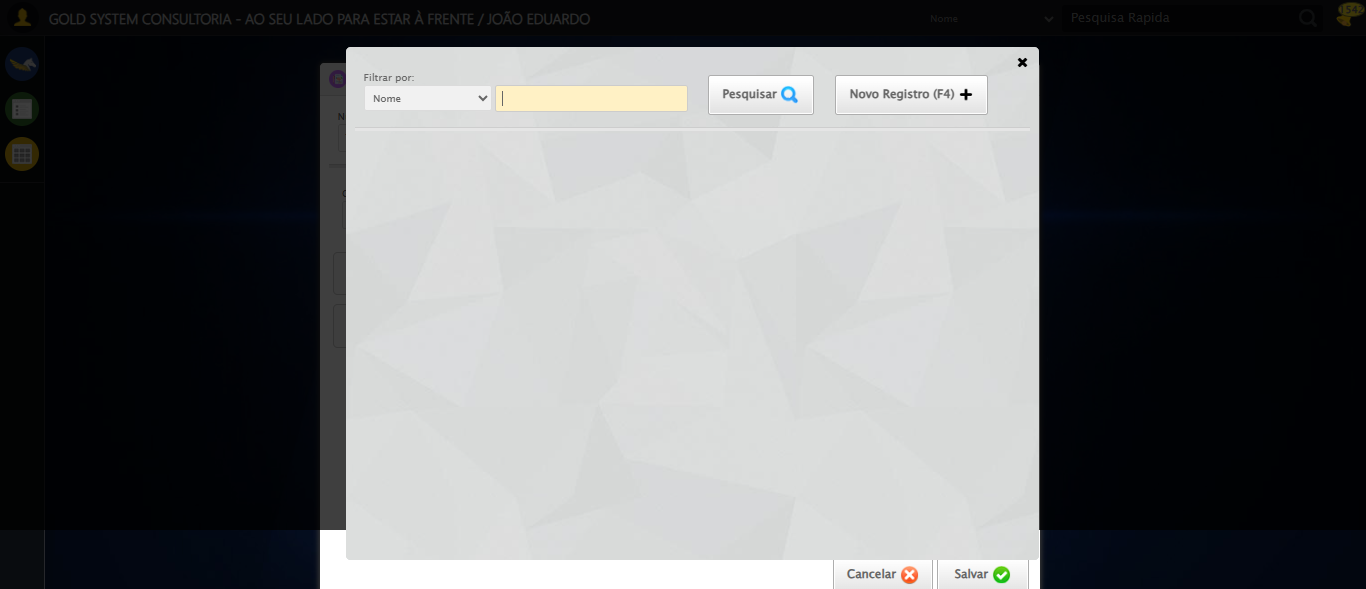 GOLD SYSTEM CONSULTORIA - AO SEU LADO PARA ESTAR À FRENTE / JOÃO EDUARDO
Nome
Pesquisa Rapida
154
Filtrar por:
Nome
Pesquisar
Novo Registro (F4)
N
Cancelar
Salvar